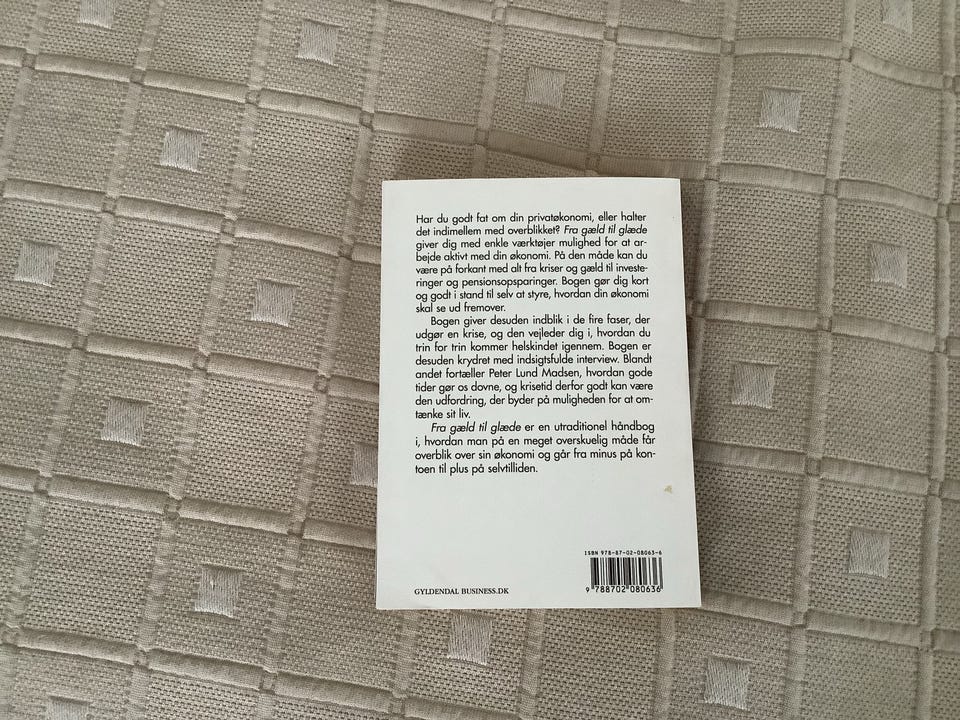 Har du godt fat om din privatøkonomi, eller halter
det indimellem med overblikket? Fra gæld til glæde
giver dig med enkle værktøjer mulighed for at ar-
bejde aktivt med din økonomi. På den måde kan du
være på forkant med alt fra kriser og gæld til investe-
ringer og pensionsopsparinger. Bogen gør dig kort
og godt i stand til selv at styre, hvordan din økonomi
skal se ud fremover.
Bogen giver desuden indblik i de fire faser, der
udgør en krise, og den vejleder dig i, hvordan du
trin for trin kommer helskindet igennem. Bogen er
desuden krydret med indsigtsfulde interview. Blandt
andet fortæller Peter Lund Madsen, hvordan gode
tider gør os dovne, og krisetid derfor godt kan være
den udfordring, der byder på muligheden for at om-
tænke sit liv.
Fra gæld til glæde er en utraditionel håndbog
i, hvordan man på en meget overskuelig måde får
overblik over sin økonomi og går fra minus på kon-
toen til plus på selvtilliden.
ISBN 978-87-02-08063-6
9 788702 080636
GYLDENDAL BUSINESS.DK